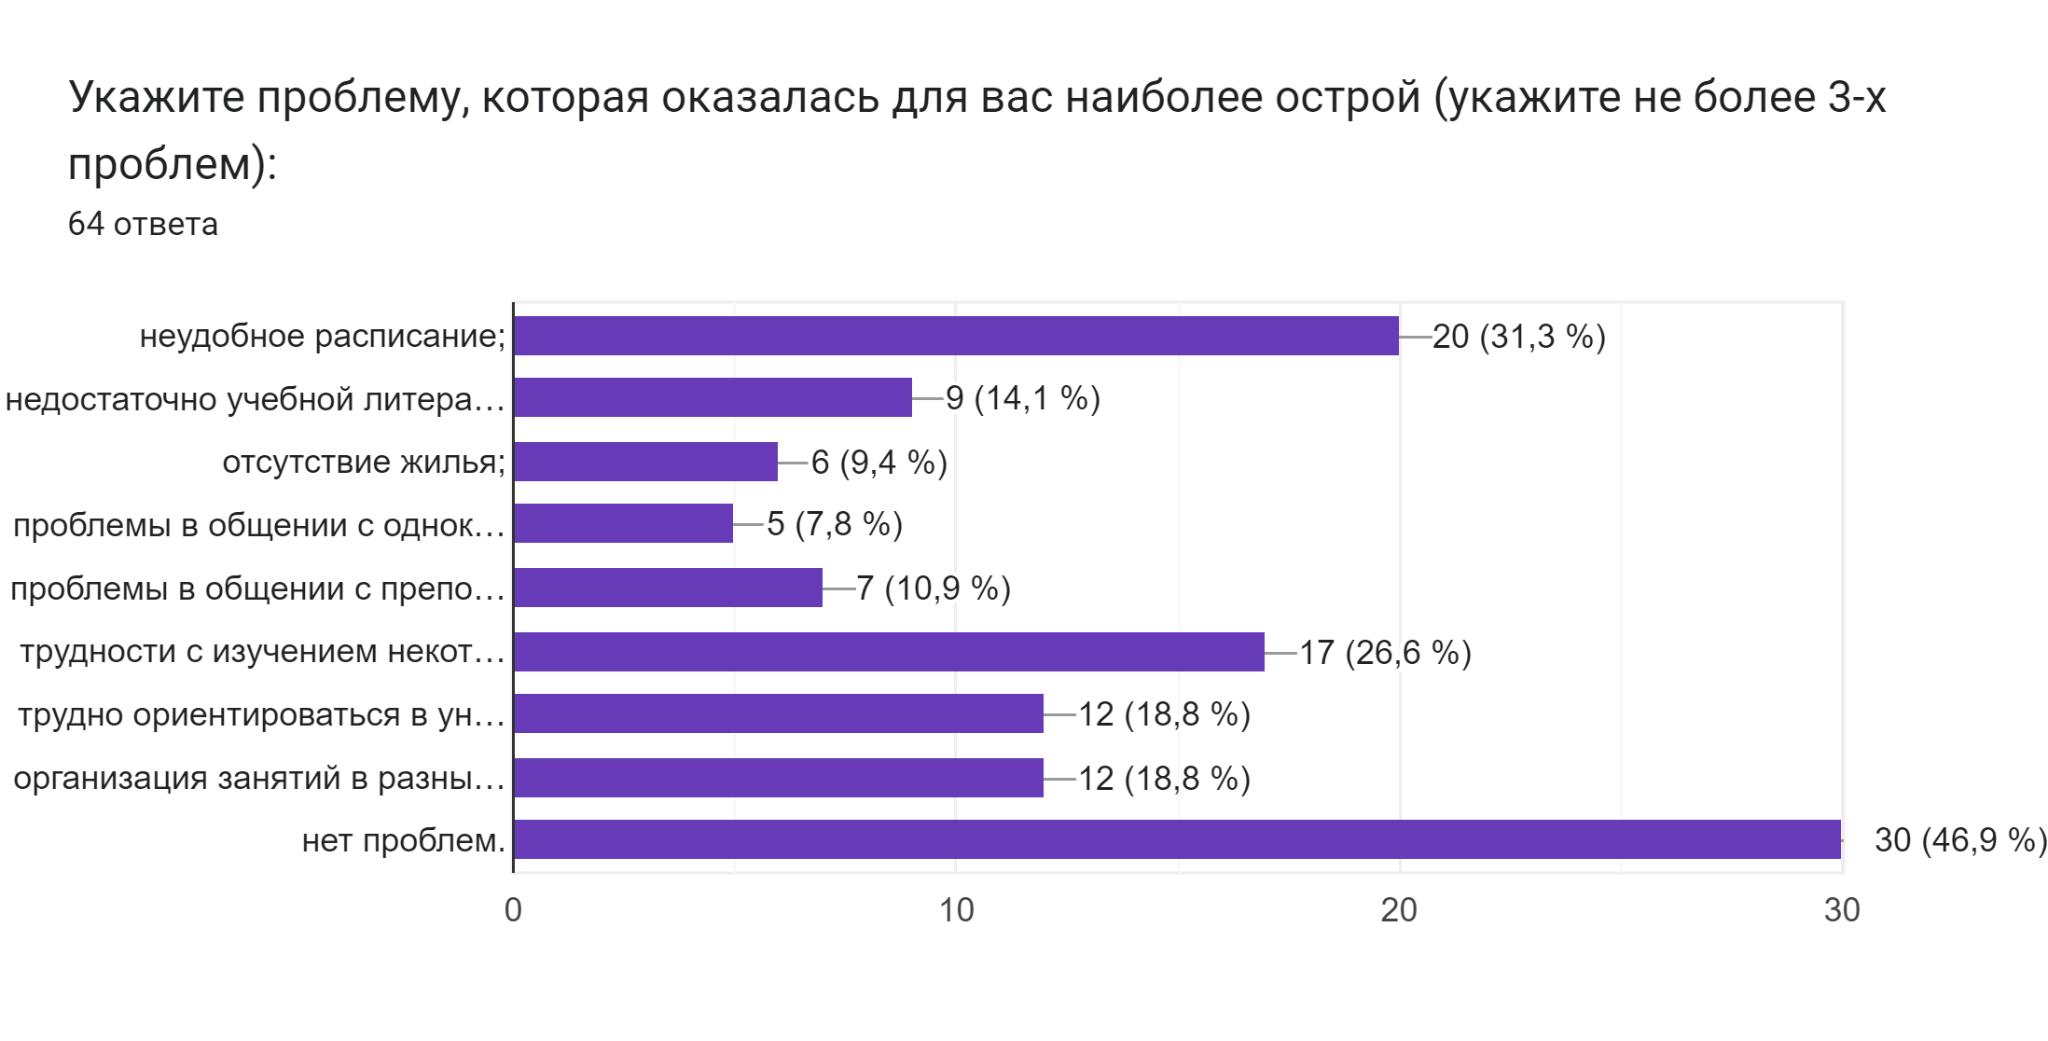 Укажите проблему, которая оказалась для вас наиболее острой (укажите не более 3-х
проблем):
64 ответа
неудобное расписание; 20 (31,3 %)
недостаточно учебной литера… 9 (14,1 %)
отсутствие жилья; 6 (9,4 %)
проблемы в общении с однок… 5 (7,8 %)
проблемы в общении с препо… 7 (10,9 %)
трудности с изучением некот… 17 (26,6 %)
трудно ориентироваться в ун… 12 (18,8 %)
организация занятий в разны… 12 (18,8 %)
нет проблем. 30 (46,9 %)
0 10 20 30